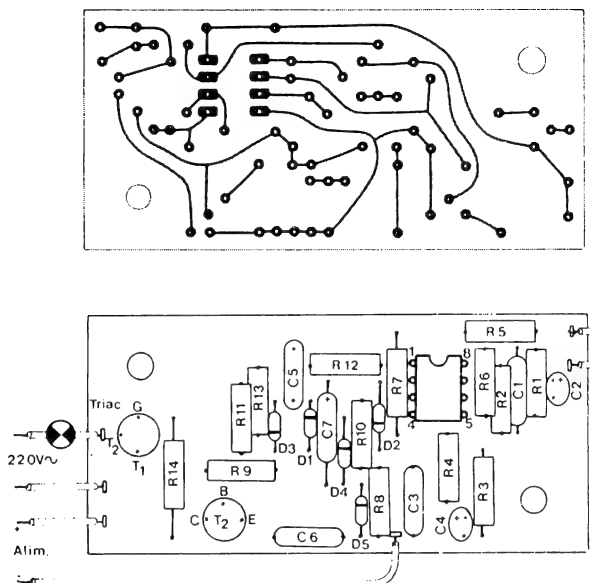 R5
1
8
C5
R12
R7
R6
R2
C1
R1
C2
R11
R13
Triac
G
T2
T1
4
5
D3
D1
C7
D4
R10
D2
220V~
R14
R9
R8
C3
R4
R3
B
C
T2
E
C4
D5
C6
+
Alim.